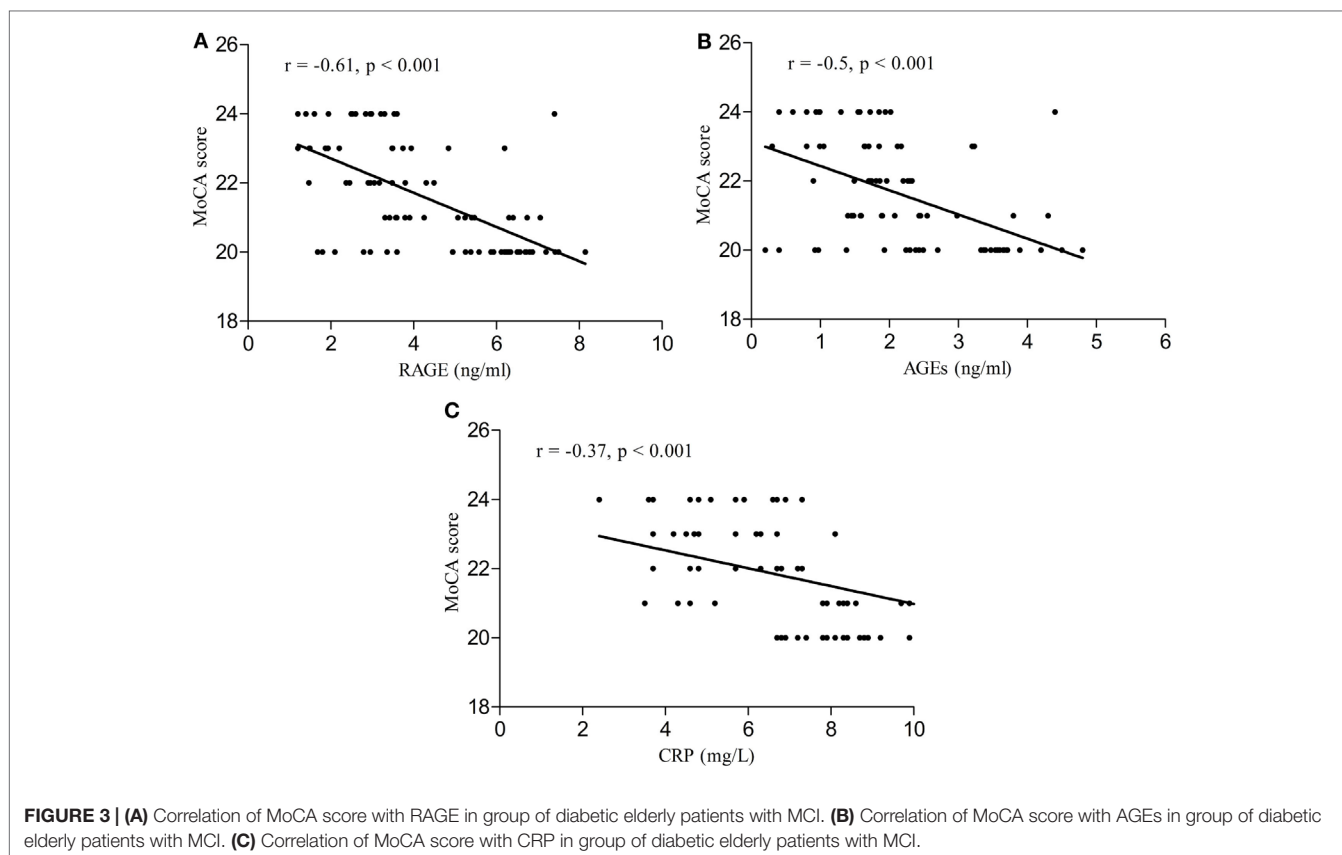 A
26
24
22
20
18
MoCA score
r = -0.61, p < 0.001
0 2 4 6 8 10
RAGE (ng/ml)
B
26
24
22
20
18
MoCA score
r = -0.5, p < 0.001
0 1 2 3 4 5 6
AGEs (ng/ml)
C
26
24
22
20
18
MoCA score
r = -0.37, p < 0.001
0 2 4 6 8 10
CRP (mg/L)
FIGURE 3 | (A) Correlation of MoCA score with RAGE in group of diabetic elderly patients with MCI. (B) Correlation of MoCA score with AGEs in group of diabetic
elderly patients with MCI. (C) Correlation of MoCA score with CRP in group of diabetic elderly patients with MCI.